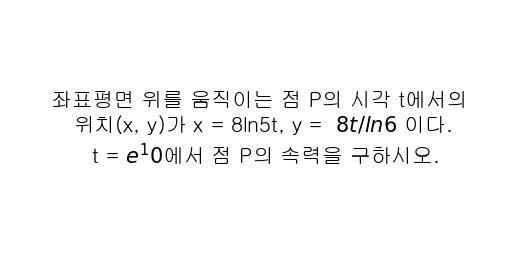 좌표평면 위를 움직이는 점 P의 시각 t에서의
위치(x, y)가 x = 8ln5t, y = 8t/ln6 이다.
t = e¹0에서 점 P의 속력을 구하시오.